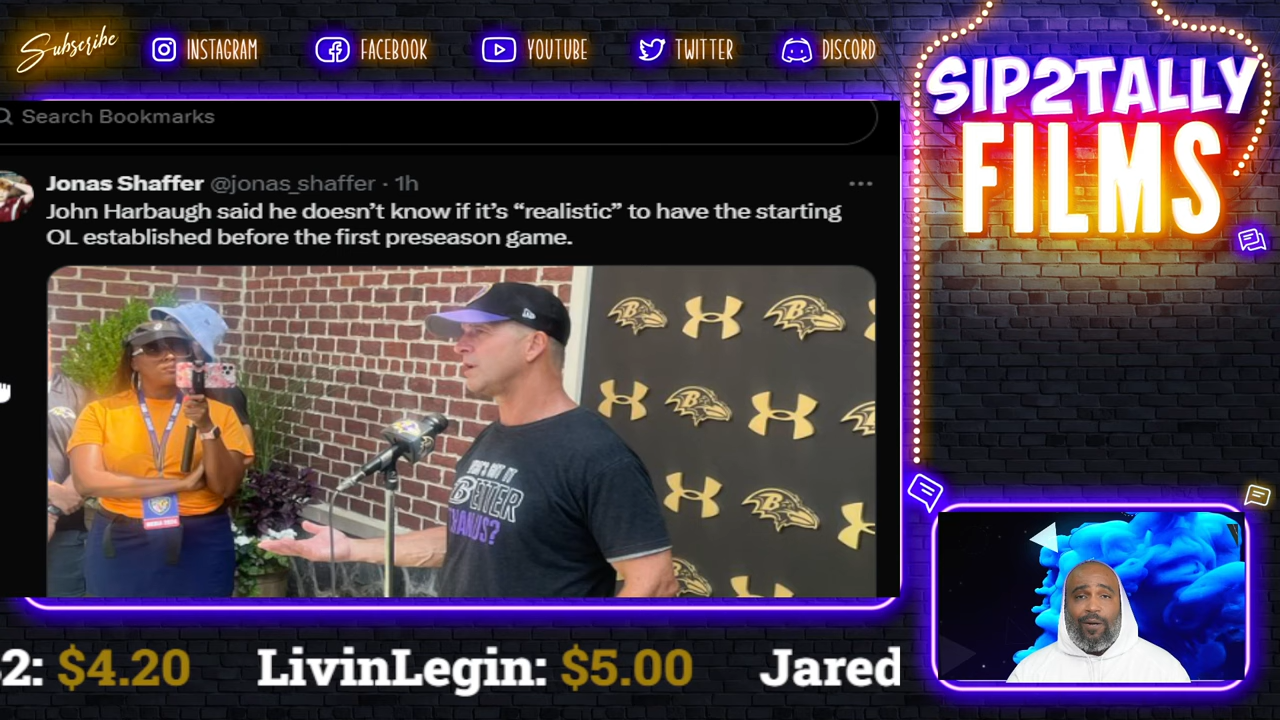 Subscribe
INSTAGRAM
FACEBOOK
YOUTUBE
TWITTER
DISCORD
SIP2TALLY
FILMS
Search Bookmarks
Jonas Shaffer @jonas_shaffer · 1h
John Harbaugh said he doesn’t know if it’s “realistic” to have the starting
OL established before the first preseason game.
B
B
B
B
BETTER
2: $4.20 LivinLegin: $5.00 Jared